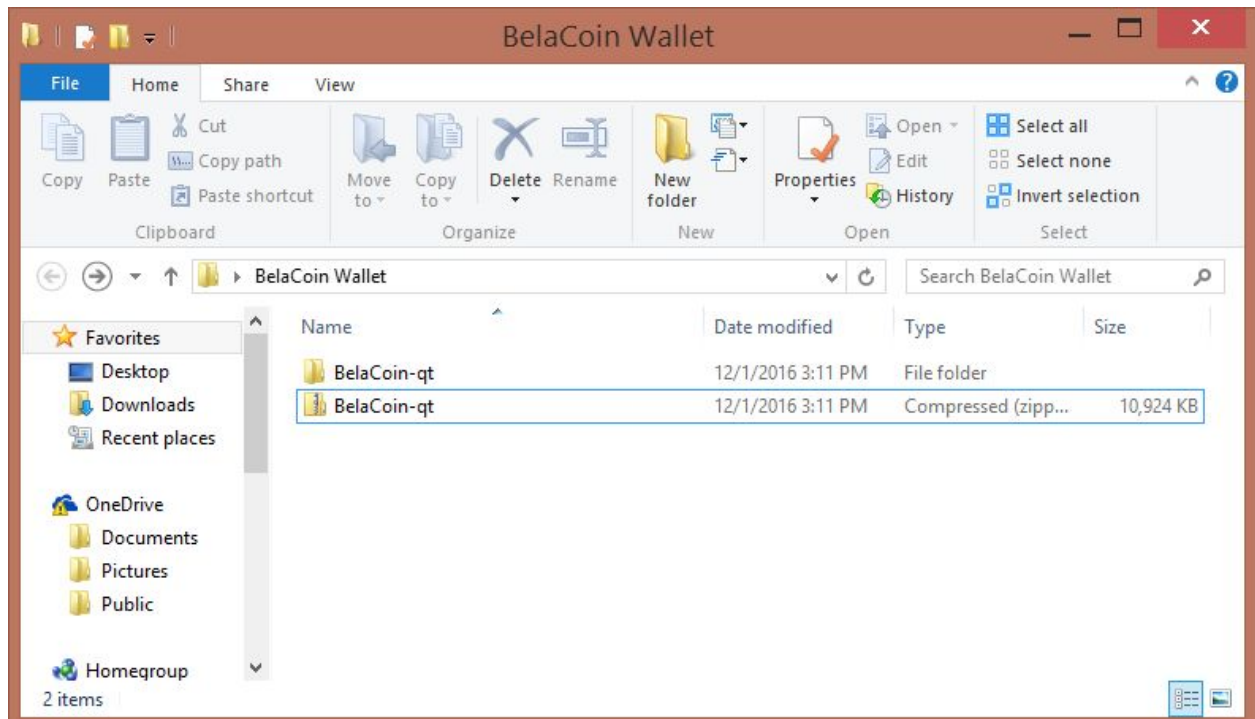 BelaCoin Wallet
File Home Share View
Copy
Paste
Cut
Copy path
Paste shortcut
Clipboard
Move to
Copy to
Delete
Rename
Organize
New folder
New
Properties
Open
Edit
History
Open
Select all
Select none
Invert selection
Select
BelaCoin Wallet
Search BelaCoin Wallet
Favorites
Desktop
Downloads
Recent places
OneDrive
Documents
Pictures
Public
Homegroup
Name Date modified Type Size
BelaCoin-qt 12/1/2016 3:11 PM File folder
BelaCoin-qt 12/1/2016 3:11 PM Compressed (zipp... 10,924 KB
2 items